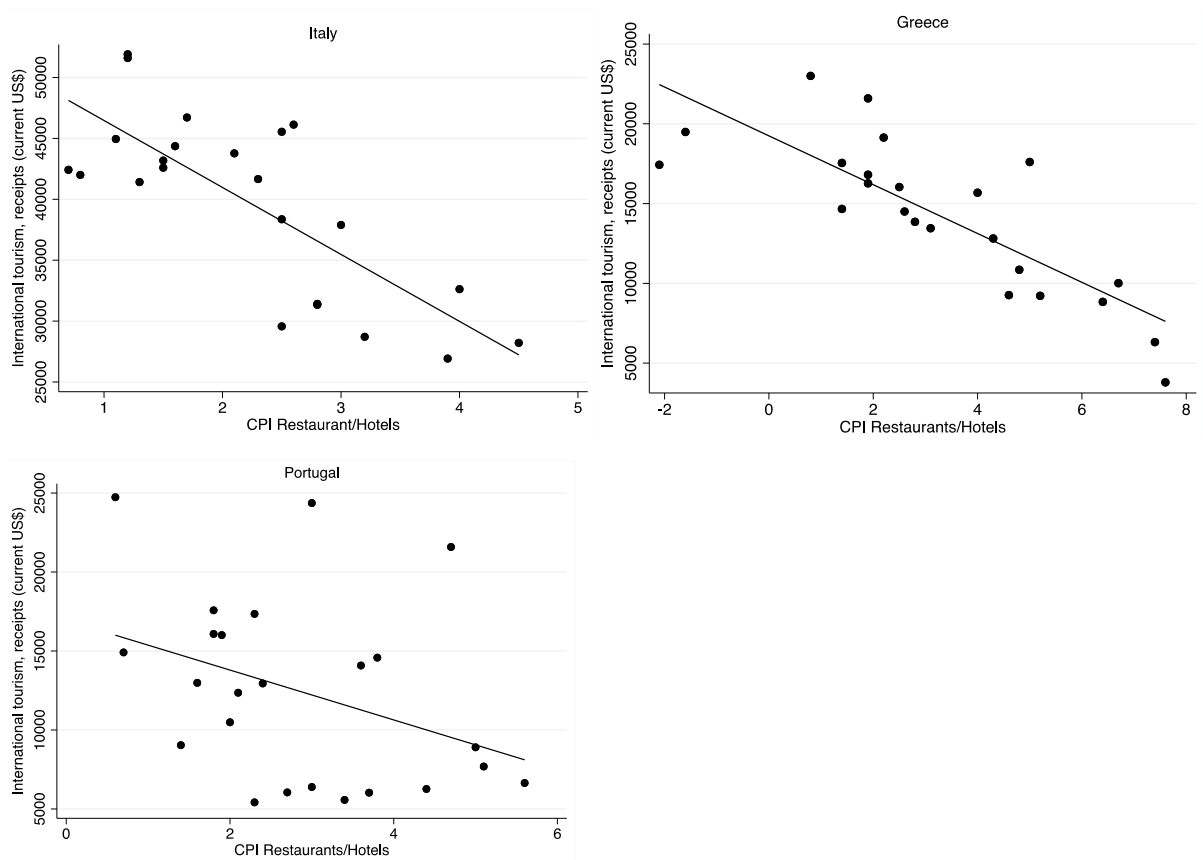 Italy
International tourism, receipts (current US$)
50000
45000
40000
35000
30000
25000
1 2 3 4 5
CPI Restaurant/Hotels
Greece
International tourism, receipts (current US$)
25000
20000
15000
10000
5000
-2 0 2 4 6 8
CPI Restaurants/Hotels
Portugal
International tourism, receipts (current US$)
25000
20000
15000
10000
5000
0 2 4 6
CPI Restaurants/Hotels